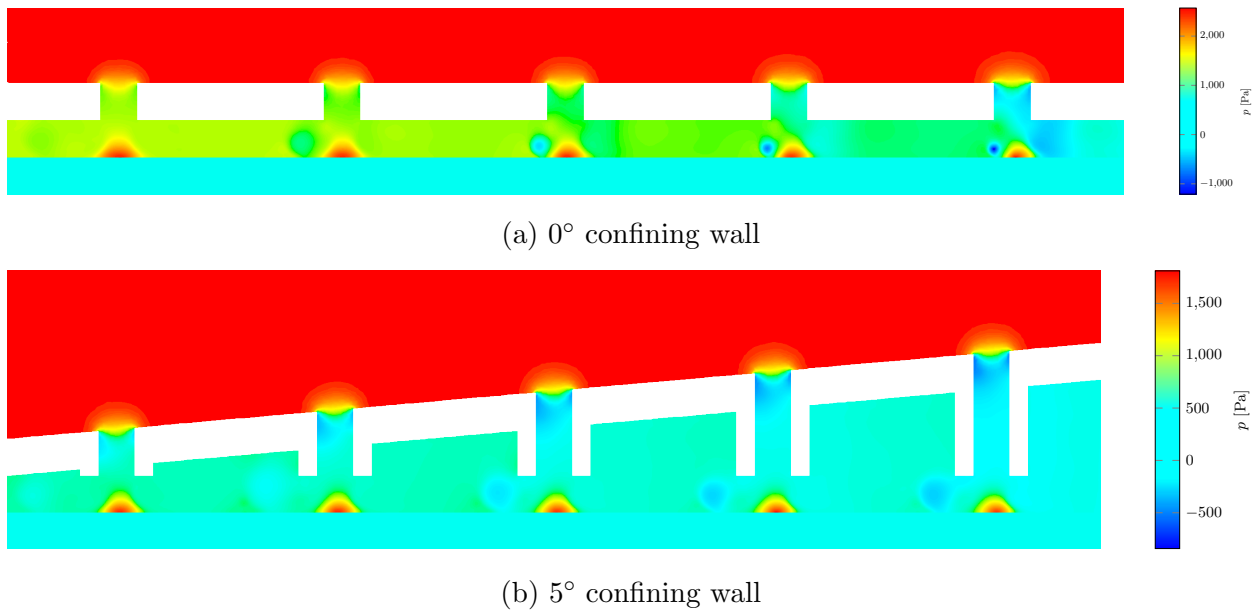 2,000
1,000
0
−1,000
p [Pa]
(a) 0° confining wall
1,500
1,000
500
0
−500
p [Pa]
(b) 5° confining wall